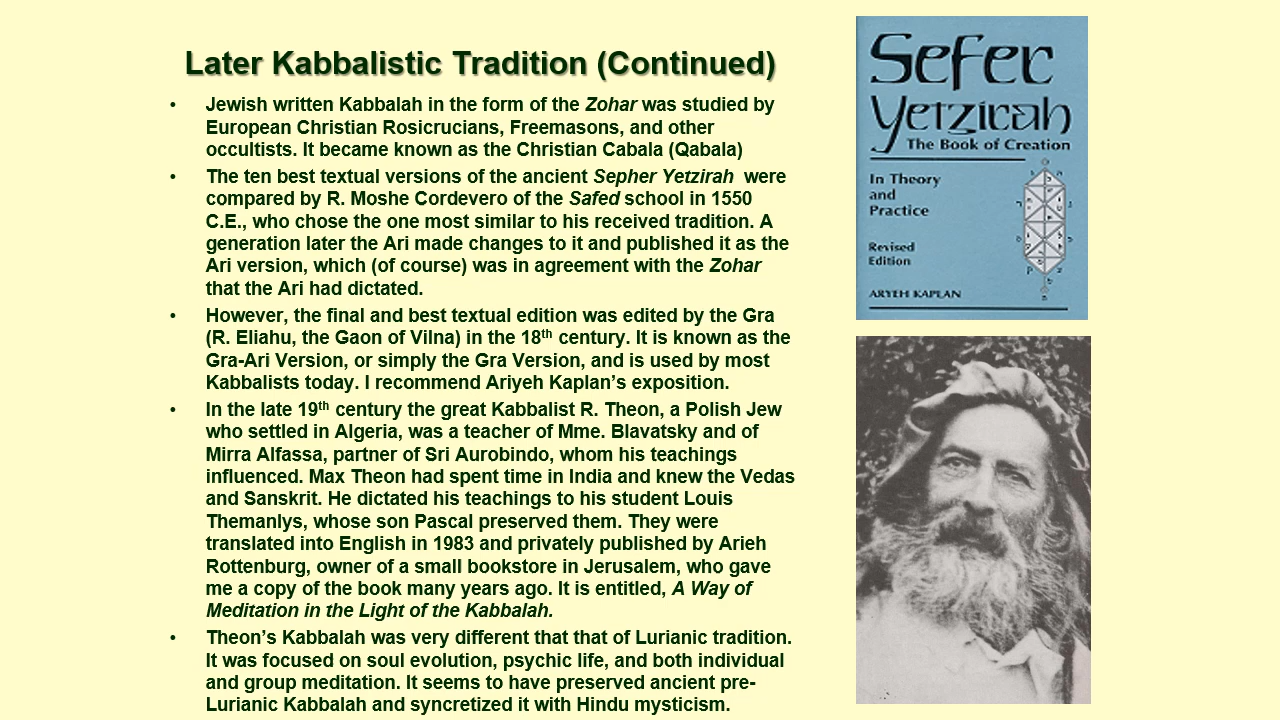 Later Kabbalistic Tradition (Continued)
• Jewish written Kabbalah in the form of the Zohar was studied by
European Christian Rosicrucians, Freemasons, and other
occultists. It became known as the Christian Cabala (Qabala)
• The ten best textual versions of the ancient Sepher Yetzirah were
compared by R. Moshe Cordevero of the Safed school in 1550
C.E., who chose the one most similar to his received tradition. A
generation later the Ari made changes to it and published it as the
Ari version, which (of course) was in agreement with the Zohar
that the Ari had dictated.
• However, the final and best textual edition was edited by the Gra
(R. Eliahu, the Gaon of Vilna) in the 18th century. It is known as the
Gra-Ari Version, or simply the Gra Version, and is used by most
Kabbalists today. I recommend Ariyeh Kaplan’s exposition.
• In the late 19th century the great Kabbalist R. Theon, a Polish Jew
who settled in Algeria, was a teacher of Mme. Blavatsky and of
Mirra Alfassa, partner of Sri Aurobindo, whom his teachings
influenced. Max Theon had spent time in India and knew the Vedas
and Sanskrit. He dictated his teachings to his student Louis
Themanlys, whose son Pascal preserved them. They were
translated into English in 1983 and privately published by Arieh
Rottenburg, owner of a small bookstore in Jerusalem, who gave
me a copy of the book many years ago. It is entitled, A Way of
Meditation in the Light of the Kabbalah.
• Theon’s Kabbalah was very different that that of Lurianic tradition.
It was focused on soul evolution, psychic life, and both individual
and group meditation. It seems to have preserved ancient pre-
Lurianic Kabbalah and syncretized it with Hindu mysticism.
Sefer
Yetzirah
The Book of Creation
In Theory
and
Practice
Revised
Edition
ARYEH KAPLAN